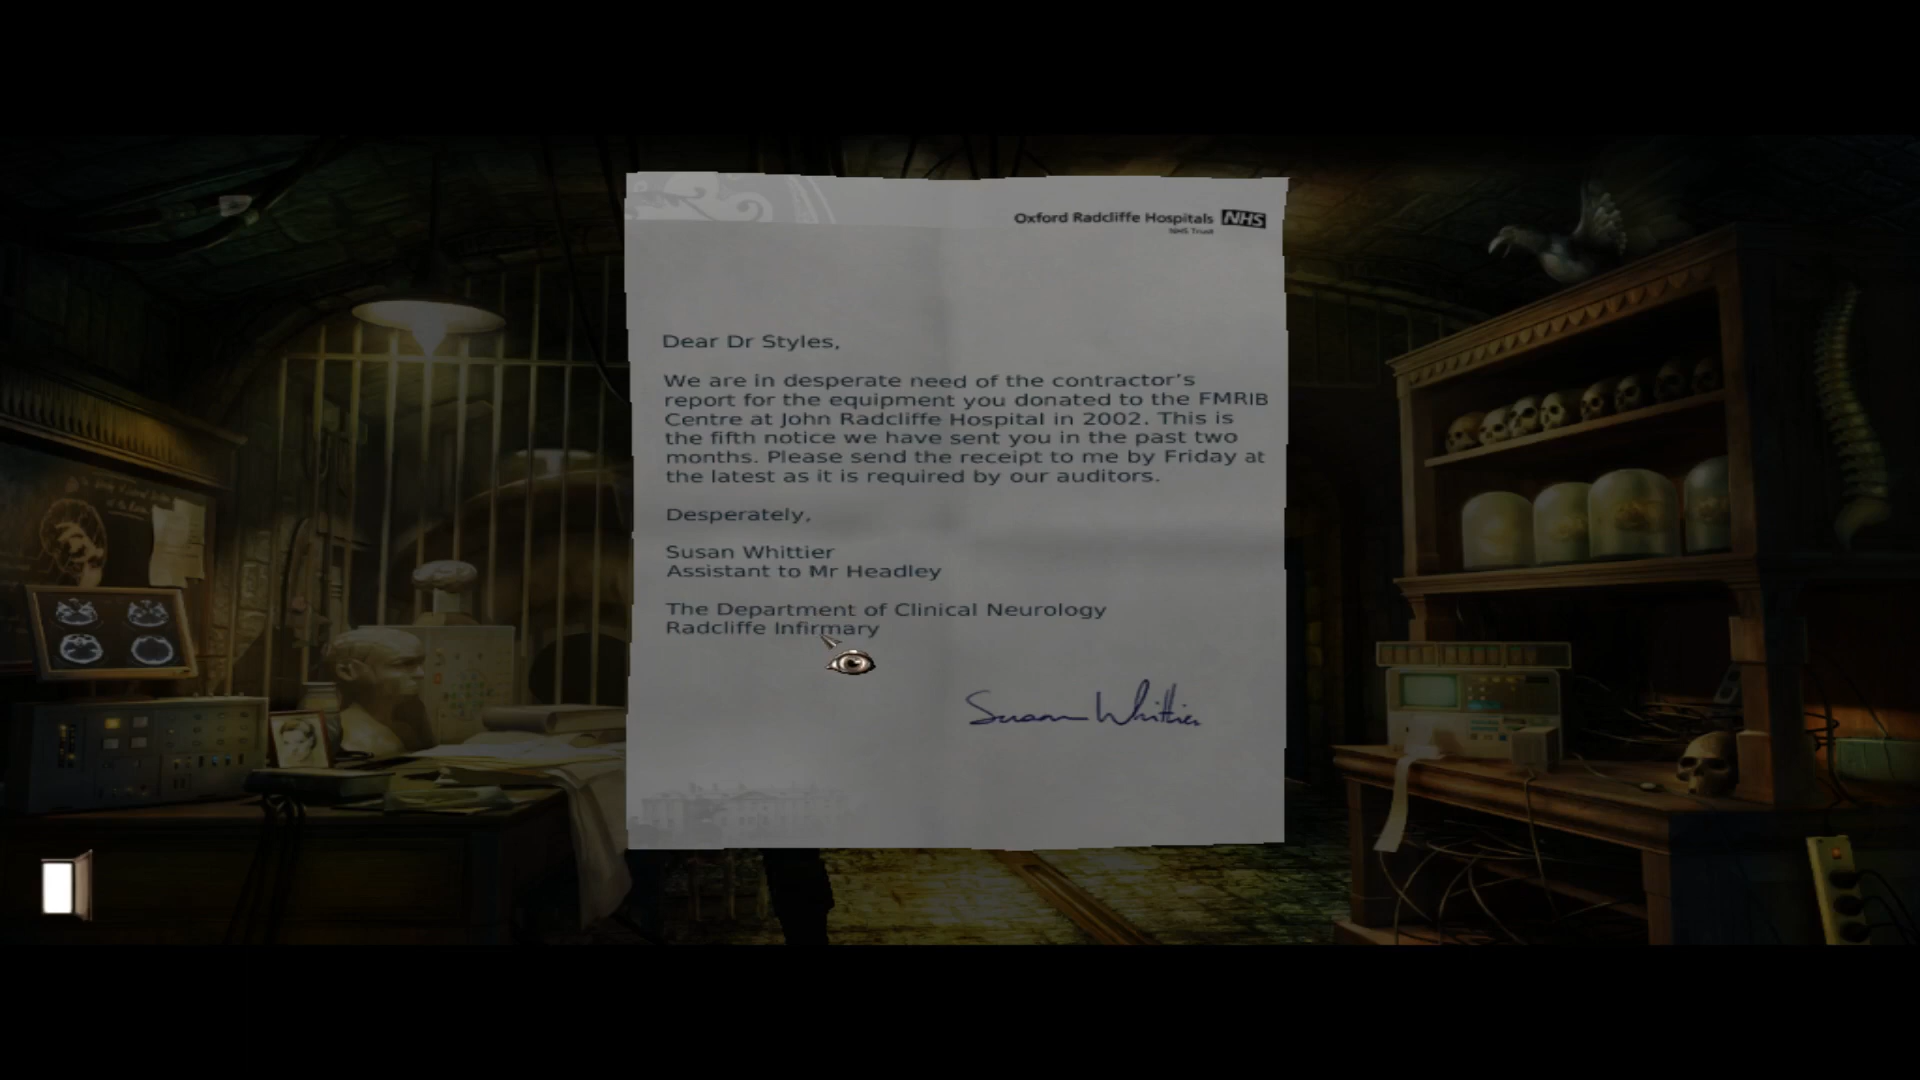 Oxford Radcliffe Hospitals NHS
NHS Trust
Dear Dr Styles,
We are in desperate need of the contractor's
report for the equipment you donated to the FMRIB
Centre at John Radcliffe Hospital in 2002. This is
the fifth notice we have sent you in the past two
months. Please send the receipt to me by Friday at
the latest as it is required by our auditors.
Desperately,
Susan Whittier
Assistant to Mr Headley
The Department of Clinical Neurology
Radcliffe Infirmary
Susan Whittier